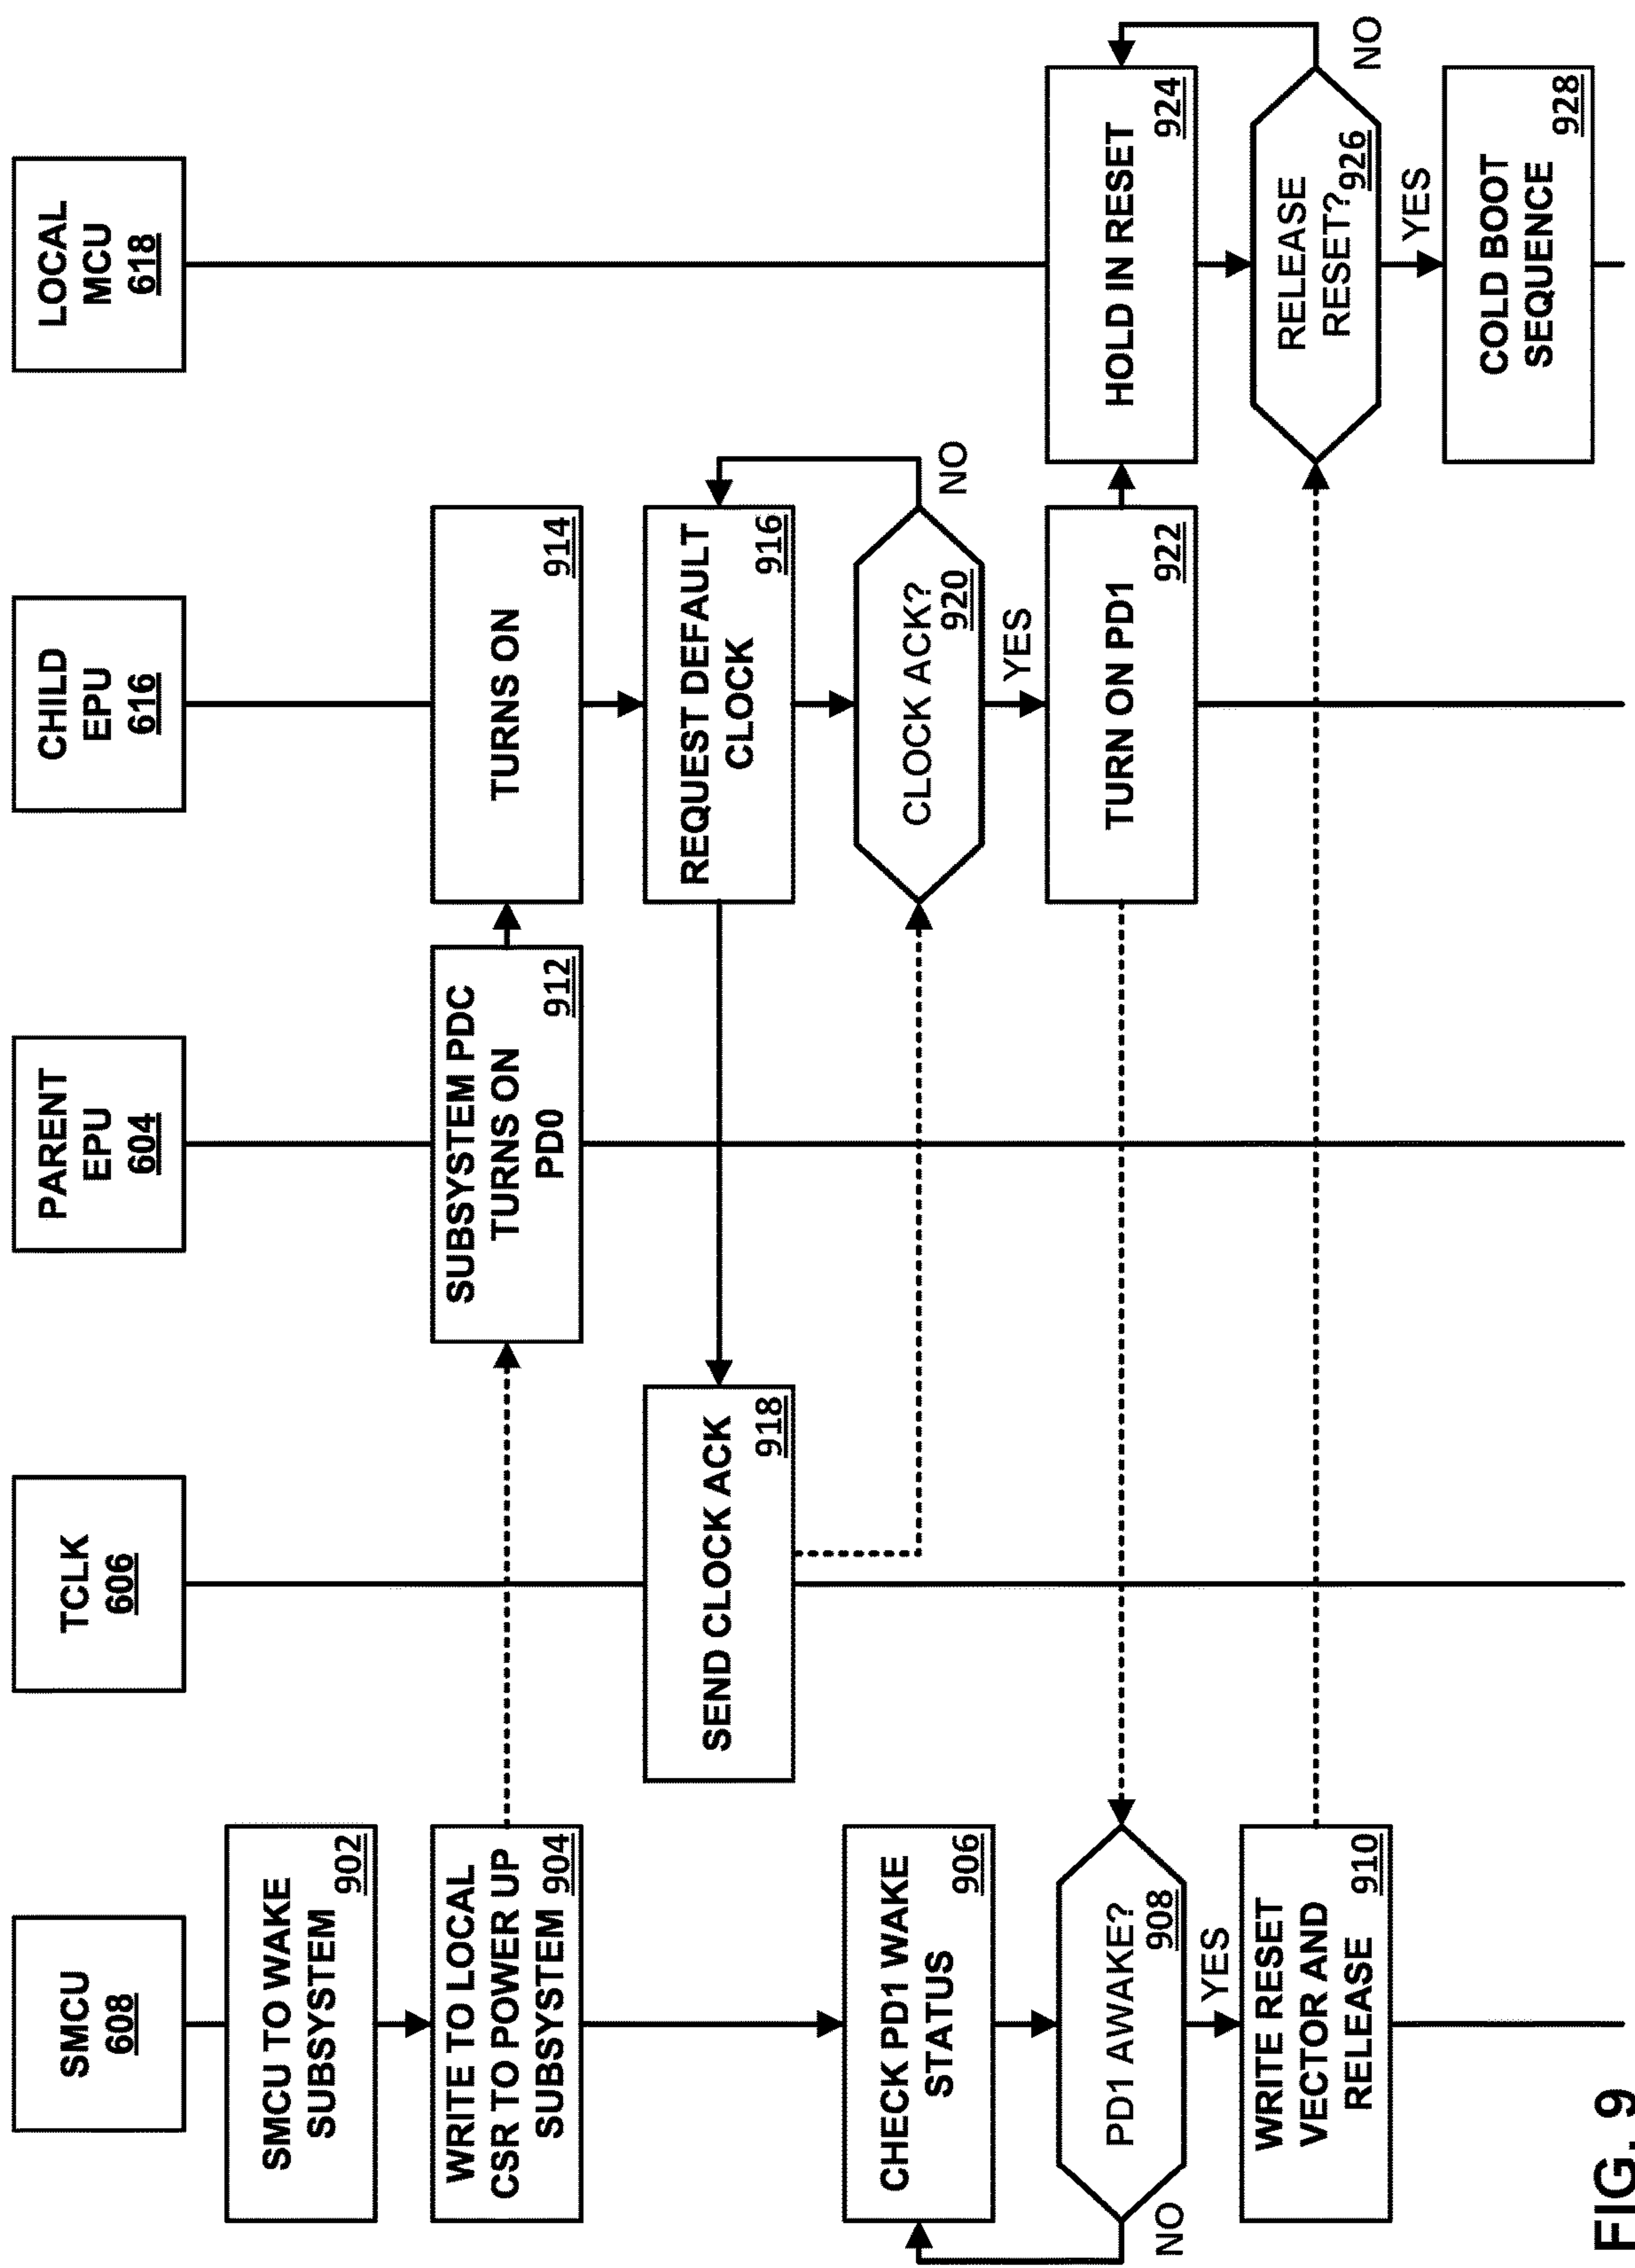 SMCU
608
TCLK
606
PARENT
EPU
604
CHILD
EPU
616
LOCAL
MCU
618
SMCU TO WAKE
SUBSYSTEM
902
WRITE TO LOCAL
CSR TO POWER UP
SUBSYSTEM 904
SUBSYSTEM PDC
TURNS ON
PD0
912
TURNS ON
914
SEND CLOCK ACK
918
REQUEST DEFAULT
CLOCK
916
CHECK PD1 WAKE
STATUS
906
CLOCK ACK?
920
NO
YES
PD1 AWAKE?
908
NO
YES
TURN ON PD1
922
HOLD IN RESET
924
WRITE RESET
VECTOR AND
RELEASE
910
RELEASE
RESET?
926
NO
YES
COLD BOOT
SEQUENCE
928
FIG. 9